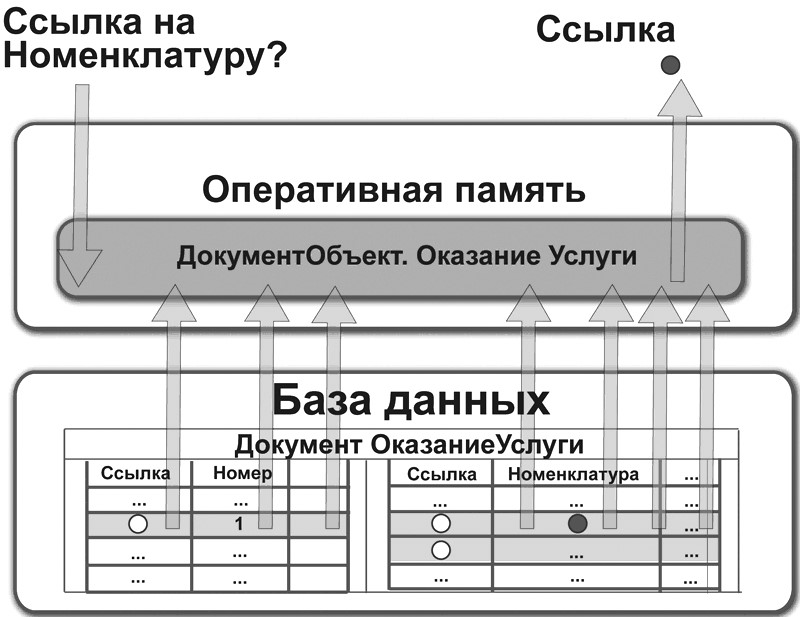 Ссылка на
Номенклатуру?
Ссылка
Оперативная память
ДокументОбъект. Оказание Услуги
База данных
Документ ОказаниеУслуги
Ссылка Номер
... ...
1
... ...
... ...
Ссылка Номенклатура ...
... ... ...
...
... ...
... ... ...